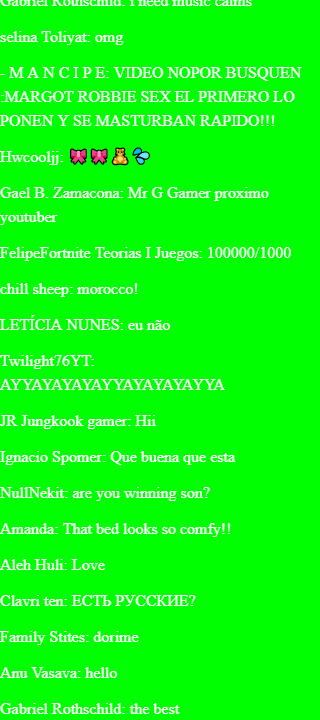 Gabriel Rothschild: i need music calms
selina Toliyat: omg
- M A N C I P E: VIDEO NOPOR BUSQUEN
:MARGOT ROBBIE SEX EL PRIMERO LO
PONEN Y SE MASTURBAN RAPIDO!!!
Hwcooljj: 🎀🎀🧸💦
Gael B. Zamacona: Mr G Gamer proximo
youtuber
FelipeFortnite Teorias I Juegos: 100000/1000
chill sheep: morocco!
LETÍCIA NUNES: eu não
Twilight76YT:
AYYAYAYAYAYYAYAYAYAYYA
JR Jungkook gamer: Hii
Ignacio Spomer: Que buena que esta
NullNekit: are you winning son?
Amanda: That bed looks so comfy!!
Aleh Huli: Love
Clavri ten: ЕСТЬ РУССКИЕ?
Family Stites: dorime
Anu Vasava: hello
Gabriel Rothschild: the best